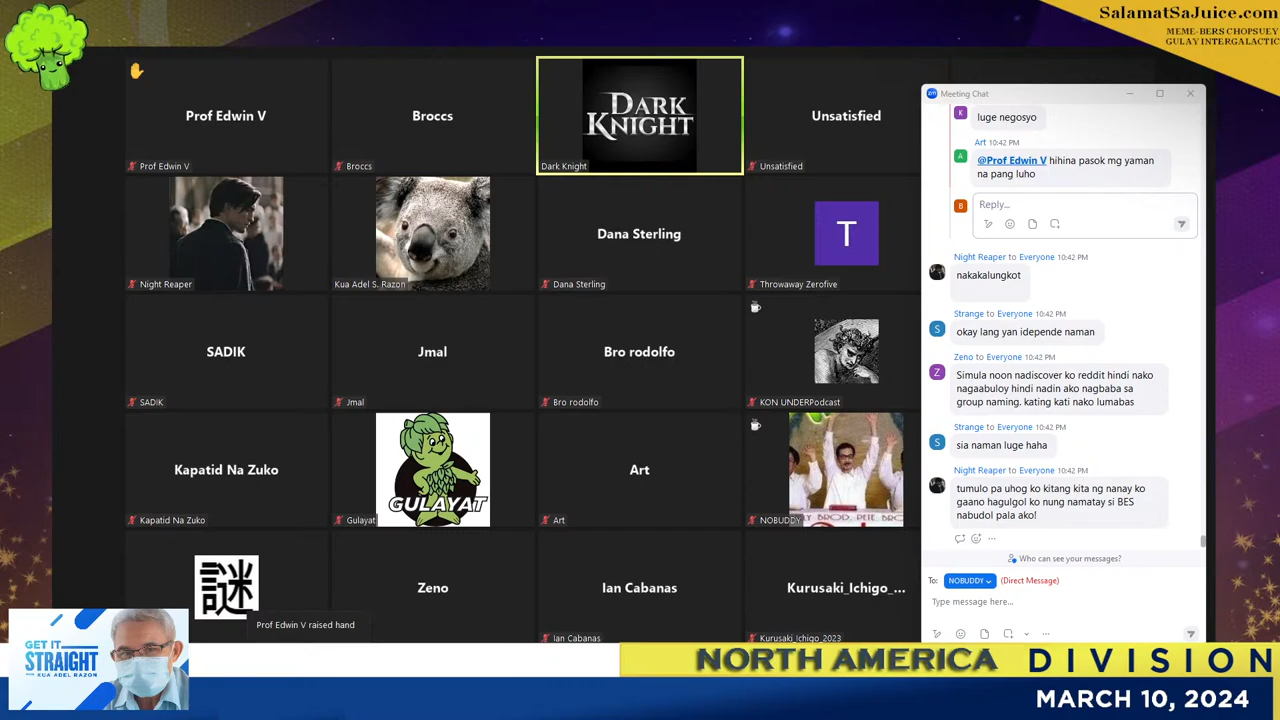 SalamatSaJuice.com
MEME-BERS CHOPSUEY
GULAY INTERGALACTIC
Prof Edwin V
Prof Edwin V
Broccs
Broccs
DARK
KNIGHT
Dark Knight
Unsatisfied
Unsatisfied
Night Reaper
Kua Adel S. Razon
Dana Sterling
Dana Sterling
T
Throwaway Zerofive
SADIK
SADIK
Jmal
Jmal
Bro rodolfo
Bro rodolfo
KON UNDERPodcast
Kapatid Na Zuko
Kapatid Na Zuko
GULAYAT
Gulayat
Art
Art
NOBUDDY
謎
Prof Edwin V raised hand
Zeno
Ian Cabanas
Ian Cabanas
Kurusaki_Ichigo_...
Kurusaki_Ichigo_2023
zm Meeting Chat
K
luge negosyo
Art 10:42 PM
A
@Prof Edwin V hihina pasok mg yaman
na pang luho
B
Reply...
Night Reaper to Everyone 10:42 PM
nakakalungkot
Strange to Everyone 10:42 PM
S
okay lang yan idepende naman
Zeno to Everyone 10:42 PM
Z
Simula noon nadiscover ko reddit hindi nako
nagaabuloy hindi nadin ako nagbaba sa
group naming. kating kati nako lumabas
Strange to Everyone 10:42 PM
S
sia naman luge haha
Night Reaper to Everyone 10:42 PM
tumulo pa uhog ko kitang kita ng nanay ko
gaano hagulgol ko nung namatay si BES
nabudol pala ako!
Who can see your messages?
To: NOBUDDY (Direct Message)
Type message here...
GET IT
STRAIGHT
KUA ADEL RAZON
NORTH AMERICA DIVISION
MARCH 10, 2024